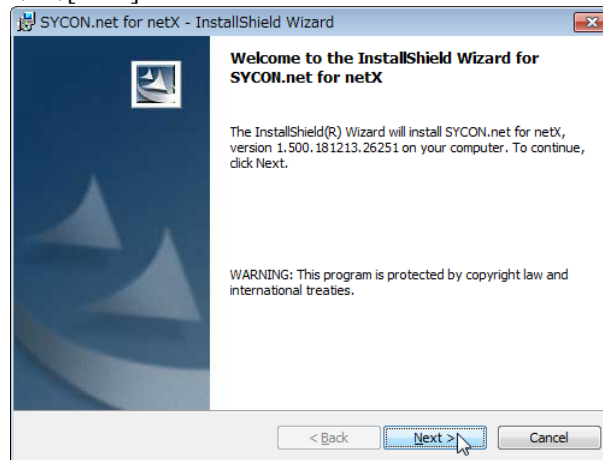 SYCON.net for netX - InstallShield Wizard
Welcome to the InstallShield Wizard for
SYCON.net for netX
The InstallShield(R) Wizard will install SYCON.net for netX,
version 1.500.181213.26251 on your computer. To continue,
click Next.
WARNING: This program is protected by copyright law and
international treaties.
< Back
Next >
Cancel